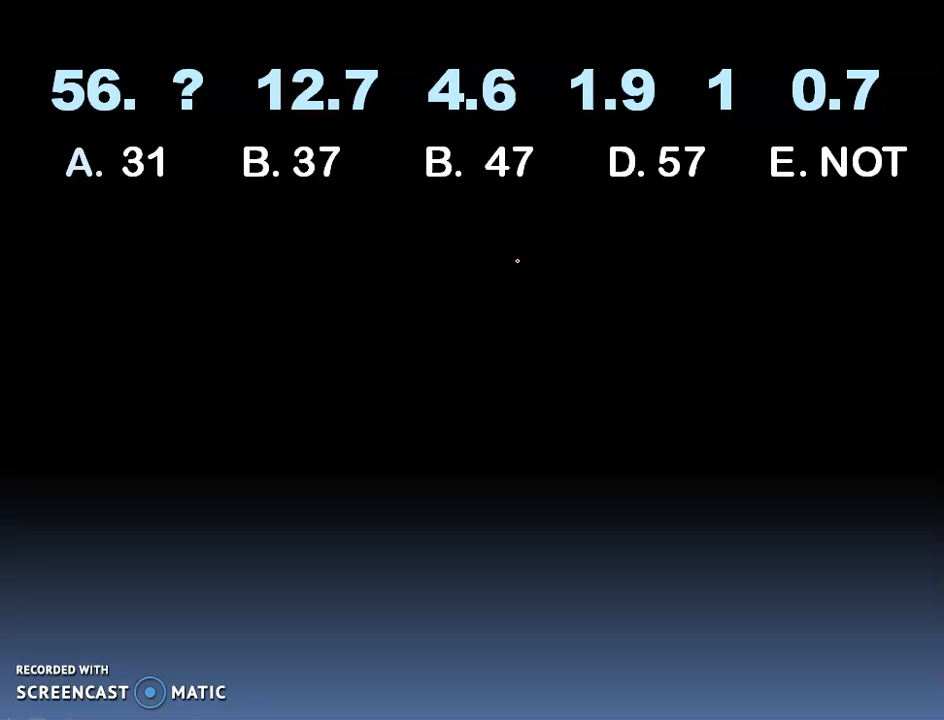 56. ? 12.7 4.6 1.9 1 0.7
A. 31 B. 37 B. 47 D. 57 E. NOT
RECORDED WITH
SCREENCAST MATIC